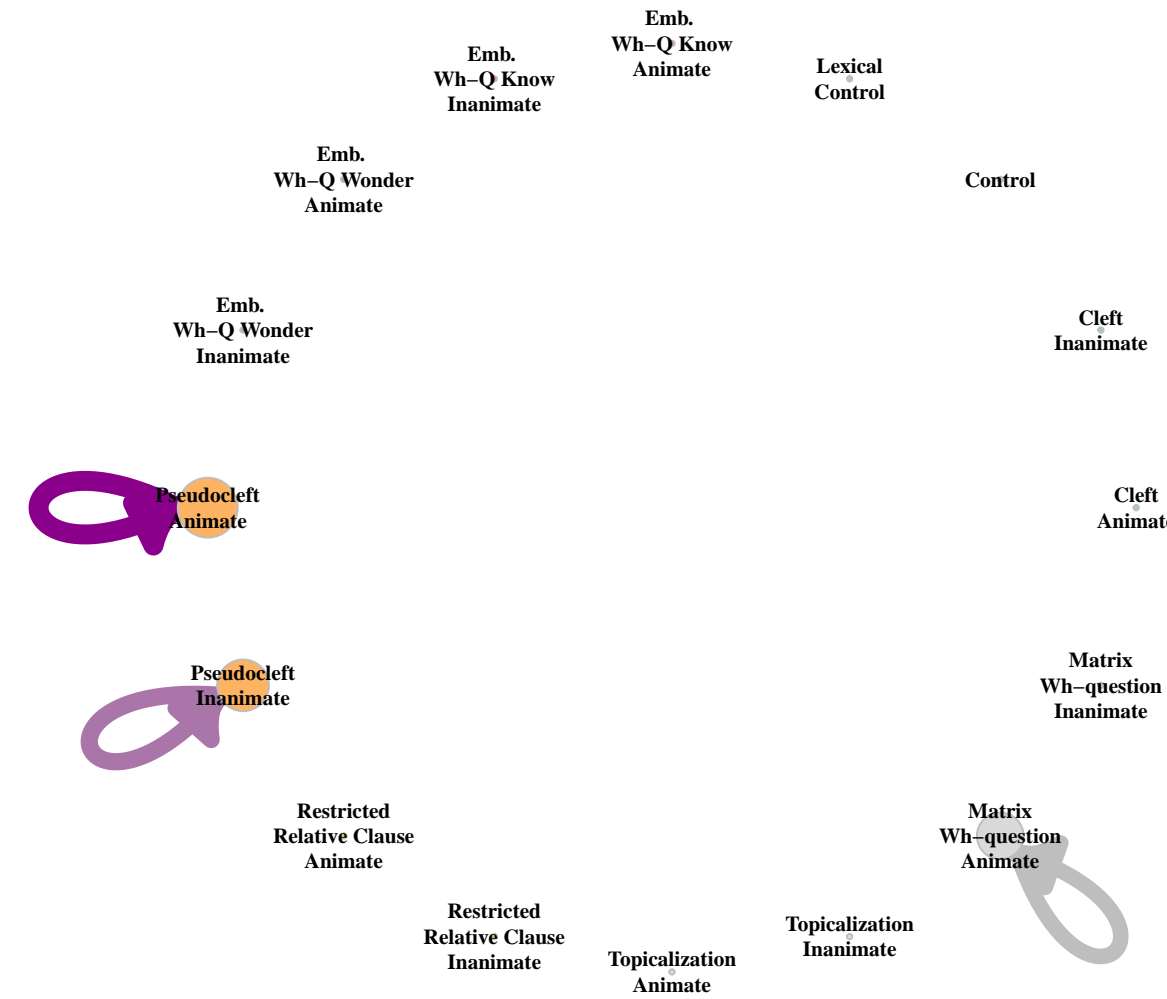 Emb.
Wh−Q Know
Animate
Emb.
Wh−Q Know
Inanimate
Lexical
Control
Emb.
Wh−Q Wonder
Animate
Control
Emb.
Wh−Q Wonder
Inanimate
Cleft
Inanimate
Pseudocleft
Animate
Cleft
Animate
Pseudocleft
Inanimate
Matrix
Wh−question
Inanimate
Restricted
Relative Clause
Animate
Matrix
Wh−question
Animate
Restricted
Relative Clause
Inanimate
Topicalization
Inanimate
Topicalization
Animate